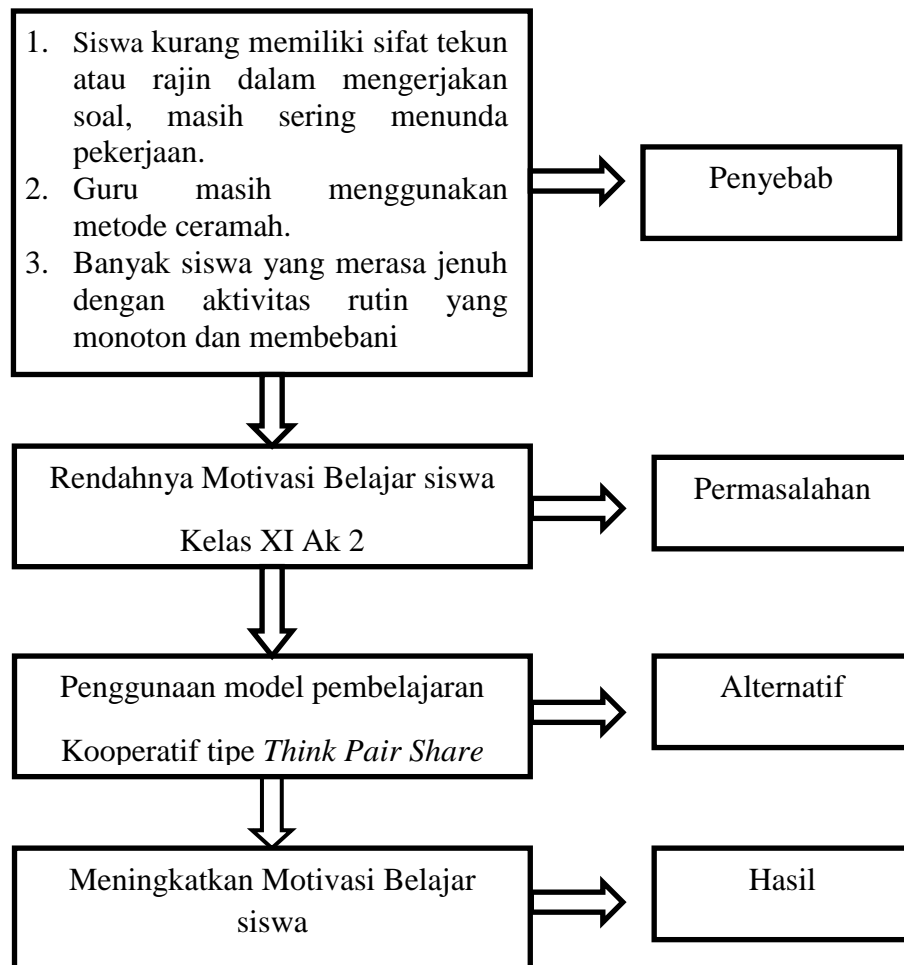 1. Siswa kurang memiliki sifat tekun
atau rajin dalam mengerjakan
soal, masih sering menunda
pekerjaan.
2. Guru masih menggunakan
metode ceramah.
3. Banyak siswa yang merasa jenuh
dengan aktivitas rutin yang
monoton dan membebani
Penyebab
Rendahnya Motivasi Belajar siswa
Kelas XI Ak 2
Permasalahan
Penggunaan model pembelajaran
Kooperatif tipe Think Pair Share
Alternatif
Meningkatkan Motivasi Belajar
siswa
Hasil